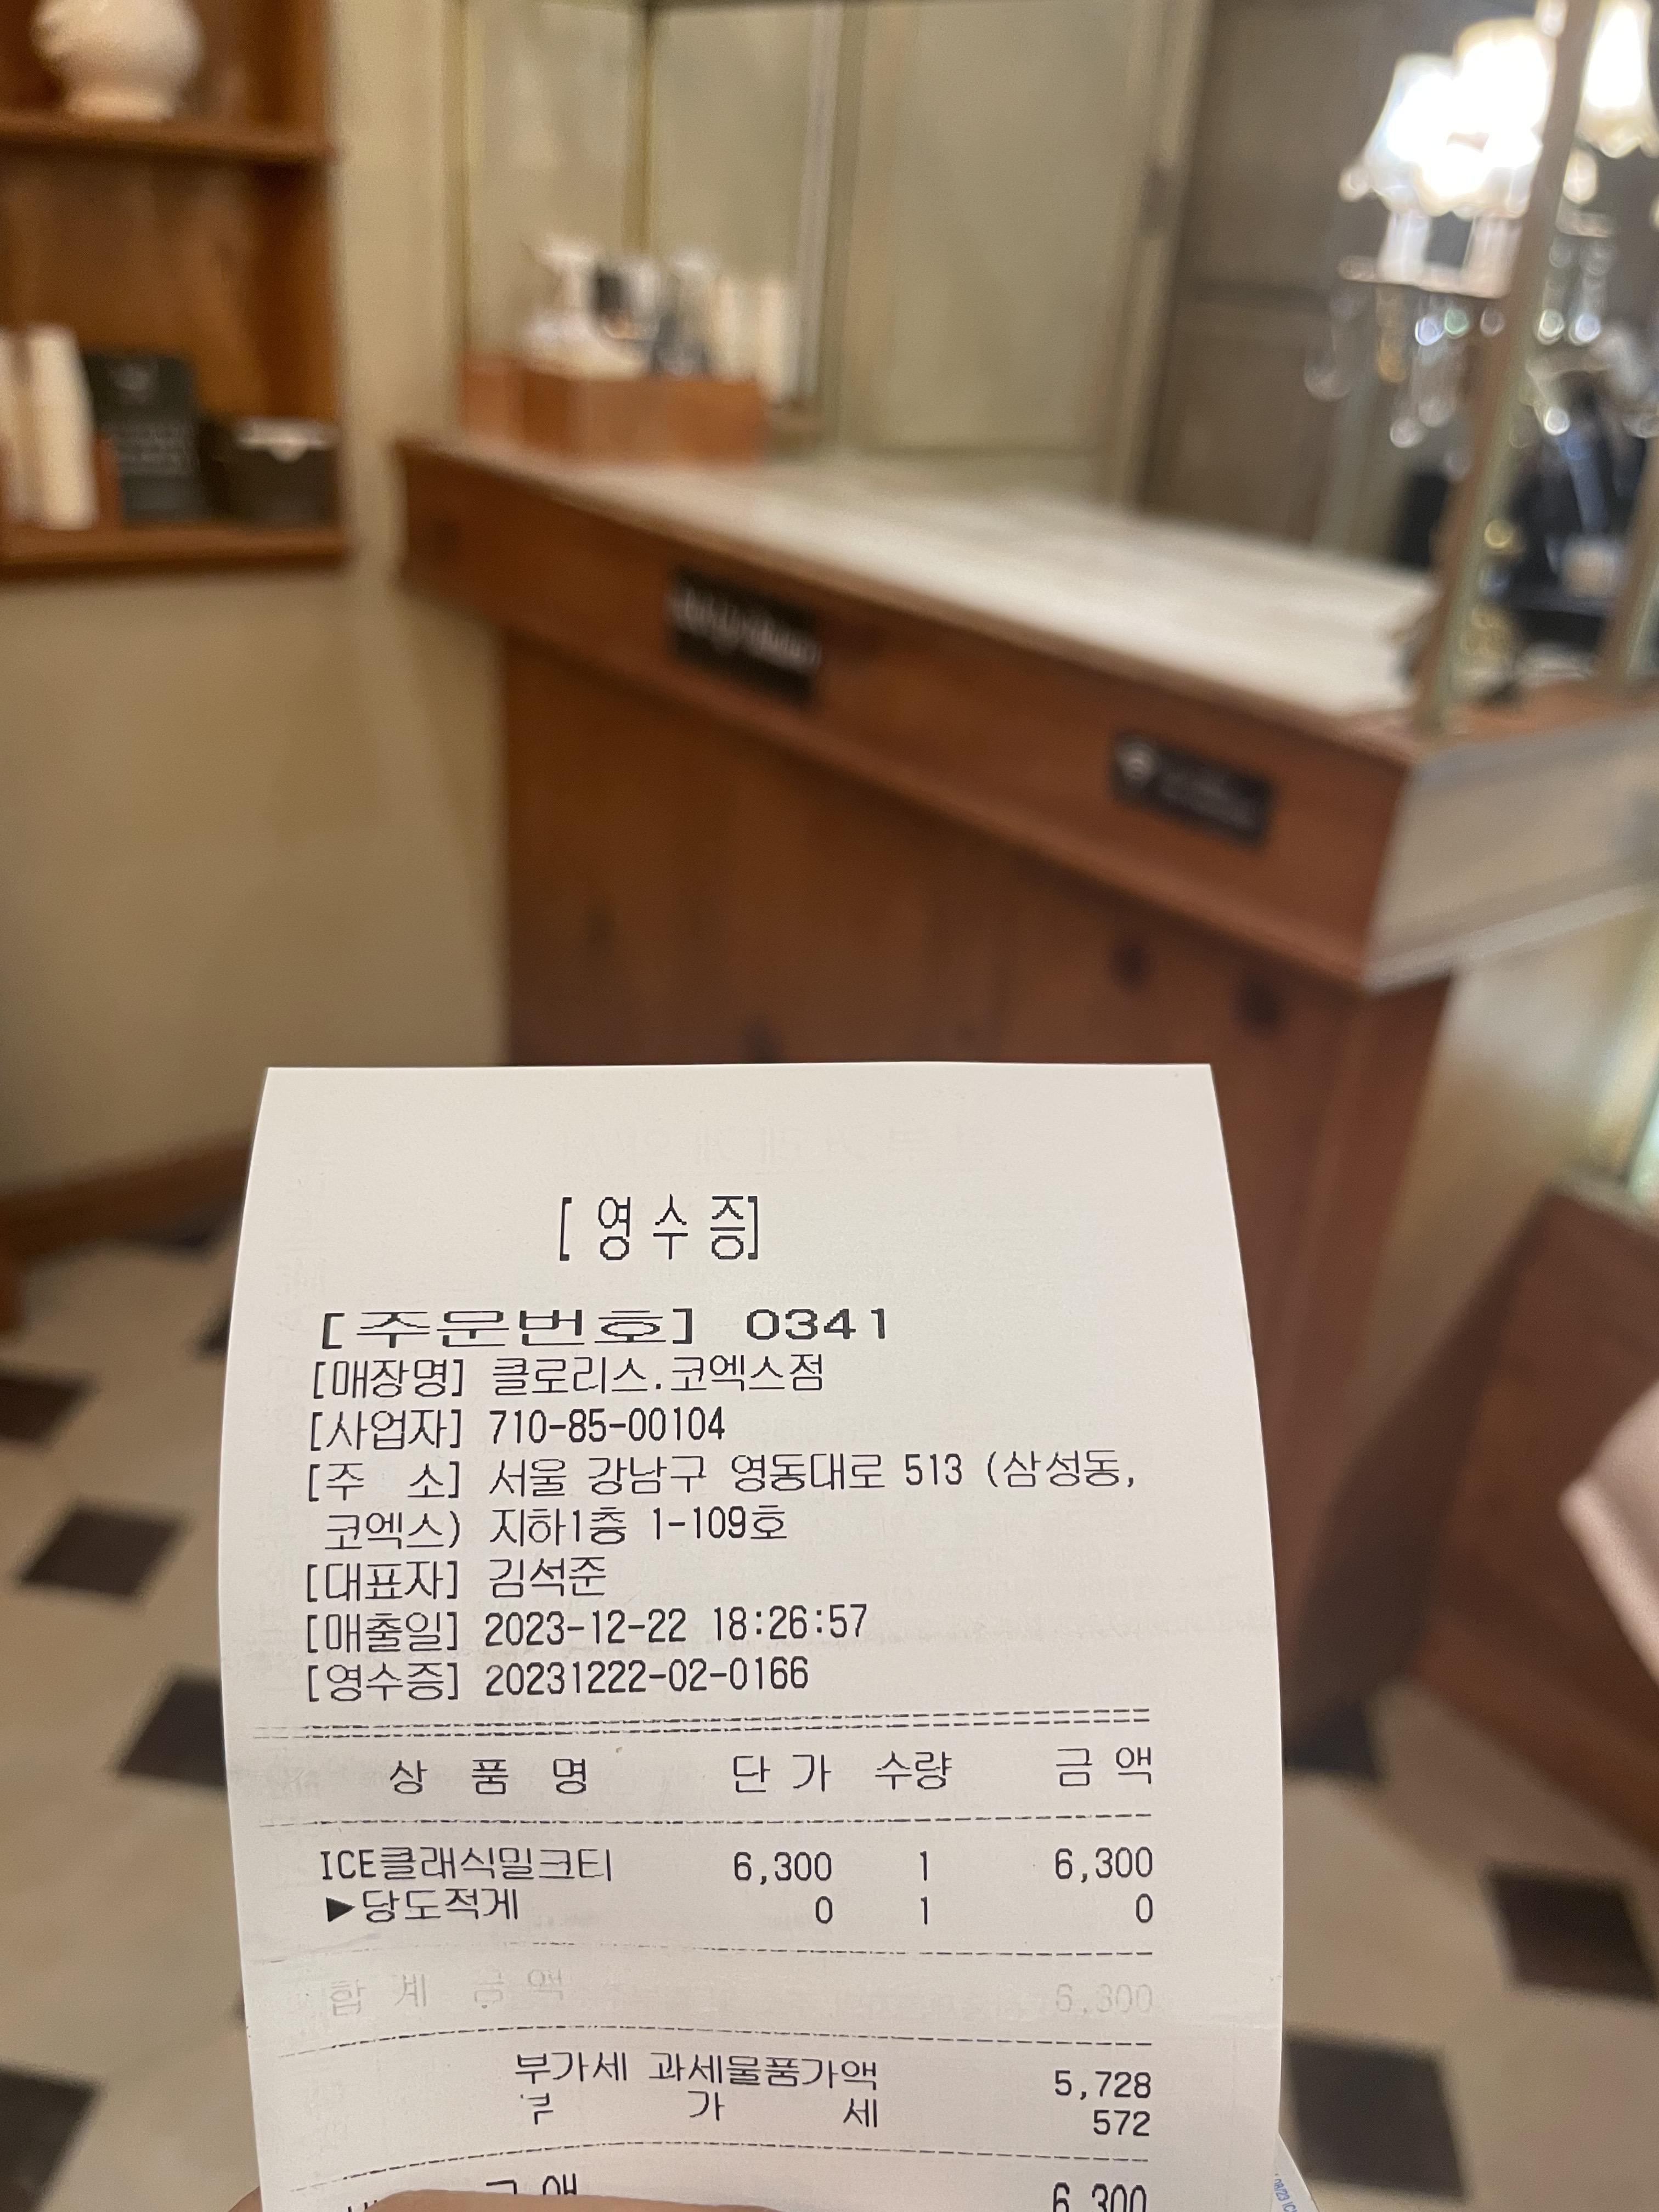 [ 영 수 증]
[주문번호] 0341
[매장명] 클로리스.코엑스점
[사업자] 710-85-00104
[주 소] 서울 강남구 영동대로 513 (삼성동,
코엑스) 지하1층 1-109호
[대표자] 김석준
[매출일] 2023-12-22 18:26:57
[영수증] 20231222-02-0166
상 품 명 단 가 수량 금 액
ICE클래식밀크티 6,300 1 6,300
▶당도적게 0 1 0
합 계 금 액 6,300
부가세 과세물품가액 5,728
부 가 세 572
금 액 6,300